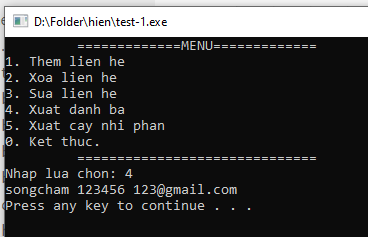 D:\Folder\hien\test-1.exe
=============MENU=============
1. Them lien he
2. Xoa lien he
3. Sua lien he
4. Xuat danh ba
5. Xuat cay nhi phan
0. Ket thuc.
==============================
Nhap lua chon: 4
songcham 123456 123@gmail.com
Press any key to continue . . .